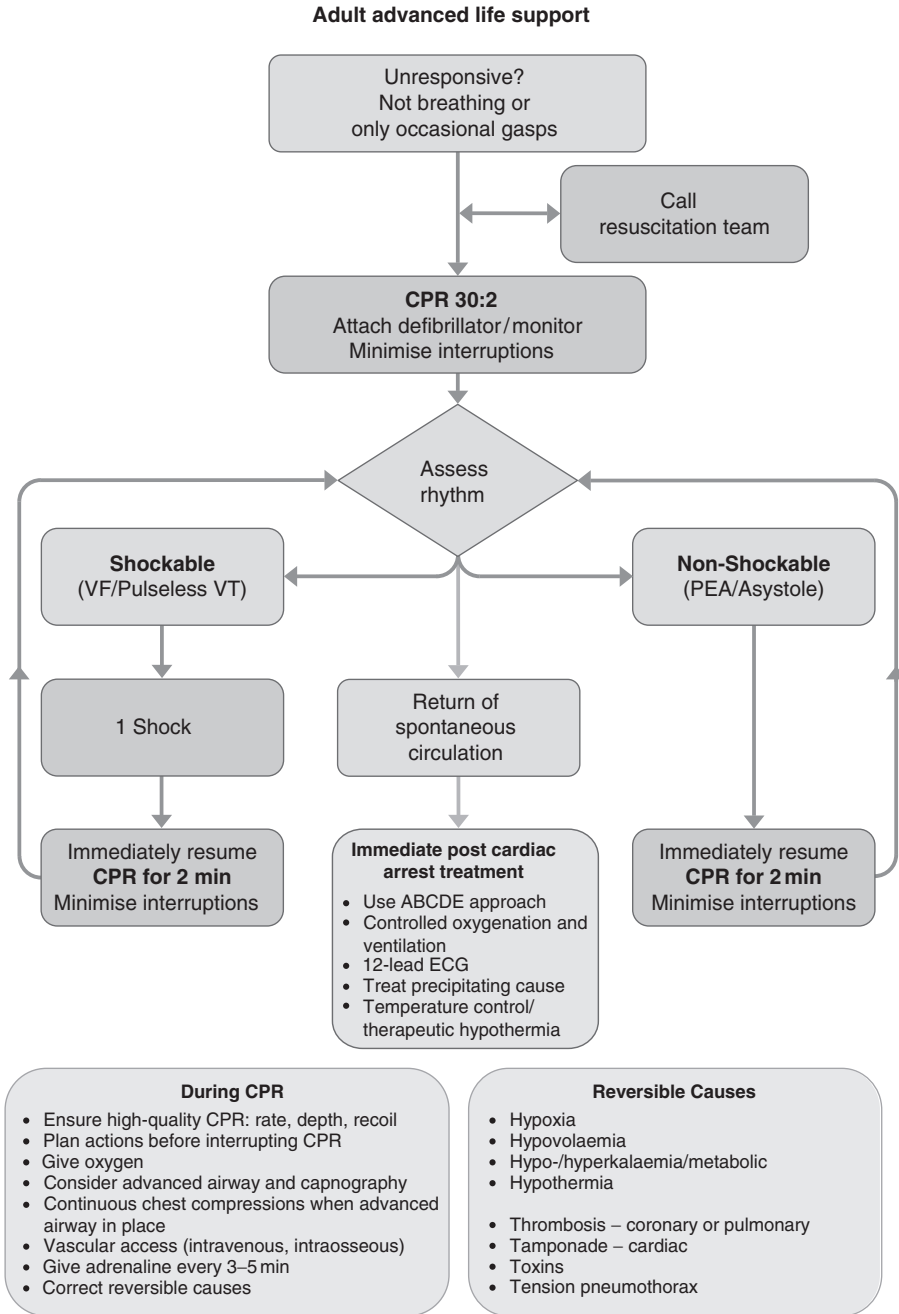 Adult advanced life support
Unresponsive?
Not breathing or
only occasional gasps
Call
resuscitation team
CPR 30:2
Attach defibrillator/monitor
Minimise interruptions
Assess
rhythm
Shockable
(VF/Pulseless VT)
Non-Shockable
(PEA/Asystole)
1 Shock
Return of
spontaneous
circulation
Immediately resume
CPR for 2 min
Minimise interruptions
Immediate post cardiac
arrest treatment
• Use ABCDE approach
• Controlled oxygenation and
ventilation
• 12-lead ECG
• Treat precipitating cause
• Temperature control/
therapeutic hypothermia
Immediately resume
CPR for 2 min
Minimise interruptions
During CPR
• Ensure high-quality CPR: rate, depth, recoil
• Plan actions before interrupting CPR
• Give oxygen
• Consider advanced airway and capnography
• Continuous chest compressions when advanced
airway in place
• Vascular access (intravenous, intraosseous)
• Give adrenaline every 3–5 min
• Correct reversible causes
Reversible Causes
• Hypoxia
• Hypovolaemia
• Hypo-/hyperkalaemia/metabolic
• Hypothermia
• Thrombosis – coronary or pulmonary
• Tamponade – cardiac
• Toxins
• Tension pneumothorax